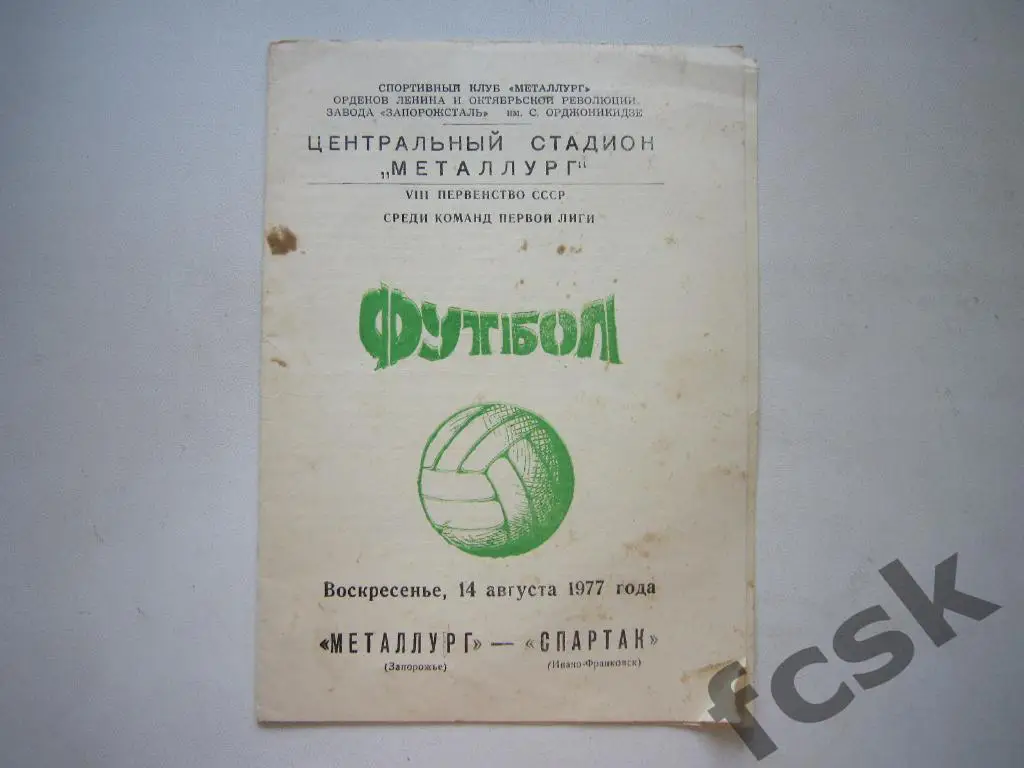 СПОРТИВНЫЙ КЛУБ «МЕТАЛЛУРГ»
ОРДЕНОВ ЛЕНИНА И ОКТЯБРЬСКОЙ РЕВОЛЮЦИИ
ЗАВОДА «ЗАПОРОЖСТАЛЬ» им. С. ОРДЖОНИКИДЗЕ
ЦЕНТРАЛЬНЫЙ СТАДИОН
„МЕТАЛЛУРГ“
VIII ПЕРВЕНСТВО СССР
СРЕДИ КОМАНД ПЕРВОЙ ЛИГИ
ФУТБОЛ
Воскресенье, 14 августа 1977 года
«МЕТАЛЛУРГ» — «СПАРТАК»
(Запорожье) (Ивано-Франковск)
fcsk